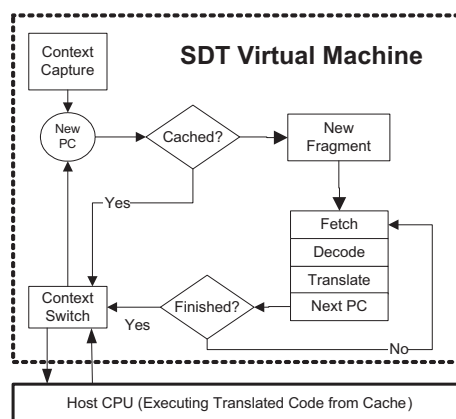 SDT Virtual Machine
Context
Capture
New
PC
Cached?
New
Fragment
Yes
Fetch
Decode
Translate
Next PC
Context
Switch
Finished?
Yes
No
Host CPU (Executing Translated Code from Cache)